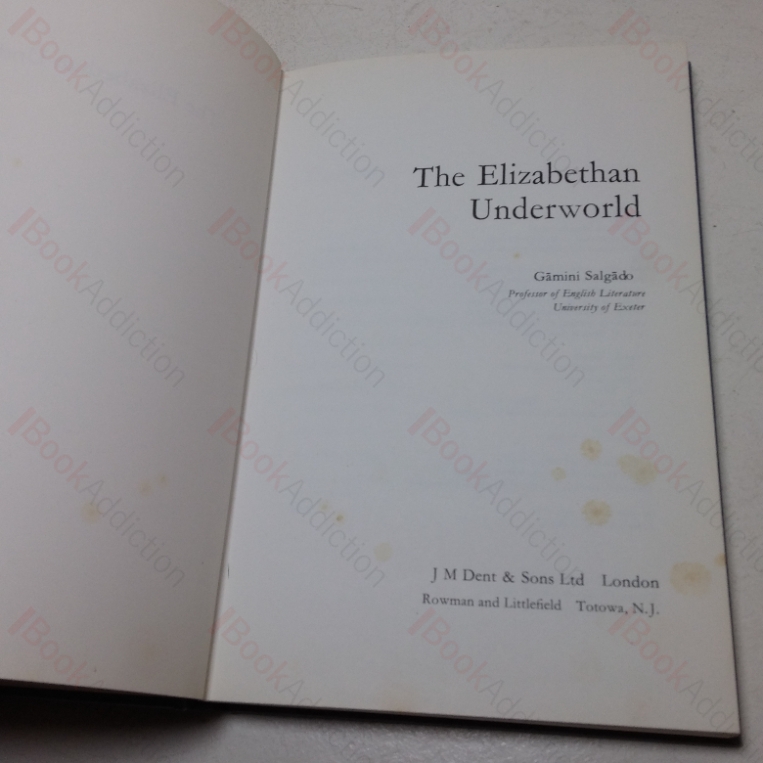 The Elizabethan
Underworld
Gāmini Salgādo
Professor of English Literature
University of Exeter
J M Dent & Sons Ltd London
Rowman and Littlefield Totowa, N.J.
BookAddiction